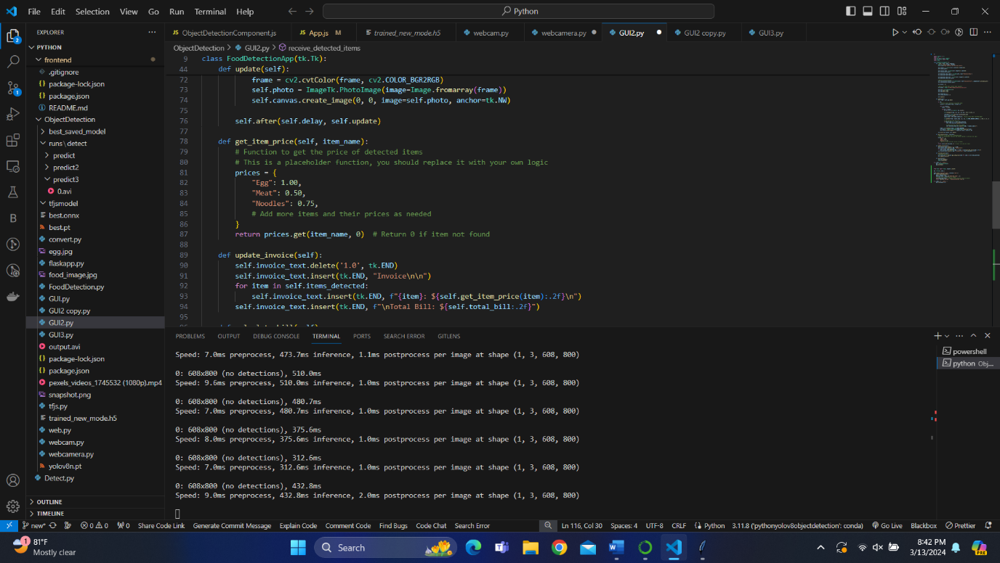 File Edit Selection View Go Run Terminal Help
Python
EXPLORER
ObjectDetectionComponent.js
App.js M
trained_new_mode.h5
webcam.py
webcamera.py
GUI2.py
GUI2 copy.py
GUI3.py
PYTHON
frontend
.gitignore
package-lock.json
package.json
README.md
ObjectDetection
best_saved_model
runs\detect
predict
predict2
predict3
0.avi
tfjsmodel
best.onnx
best.pt
convert.py
egg.jpg
flaskapp.py
food_image.jpg
FoodDetection.py
GUI.py
GUI2 copy.py
GUI2.py
GUI3.py
output.avi
package-lock.json
package.json
pexels_videos_1745532 (1080p).mp4
snapshot.png
tfjs.py
trained_new_mode.h5
web.py
webcam.py
webcamera.py
yolov8n.pt
Detect.py
OUTLINE
TIMELINE
ObjectDetection > GUI2.py > receive_detected_items
9 class FoodDetectionApp(tk.Tk):
44 def update(self):
72 frame = cv2.cvtColor(frame, cv2.COLOR_BGR2RGB)
73 self.photo = ImageTk.PhotoImage(image=Image.fromarray(frame))
74 self.canvas.create_image(0, 0, image=self.photo, anchor=tk.NW)
75
76 self.after(self.delay, self.update)
77
78 def get_item_price(self, item_name):
79 # Function to get the price of detected items
80 # This is a placeholder function, you should replace it with your own logic
81 prices = {
82 "Egg": 1.00,
83 "Meat": 0.50,
84 "Noodles": 0.75,
85 # Add more items and their prices as needed
86 }
87 return prices.get(item_name, 0) # Return 0 if item not found
88
89 def update_invoice(self):
90 self.invoice_text.delete('1.0', tk.END)
91 self.invoice_text.insert(tk.END, "Invoice\n\n")
92 for item in self.items_detected:
93 self.invoice_text.insert(tk.END, f"{item}: ${self.get_item_price(item):.2f}\n")
94 self.invoice_text.insert(tk.END, f"\nTotal Bill: ${self.total_bill:.2f}")
95
PROBLEMS OUTPUT DEBUG CONSOLE TERMINAL PORTS SEARCH ERROR GITLENS
powershell
python Obj...
Speed: 7.0ms preprocess, 473.7ms inference, 1.1ms postprocess per image at shape (1, 3, 608, 800)
0: 608x800 (no detections), 510.0ms
Speed: 9.6ms preprocess, 510.0ms inference, 1.0ms postprocess per image at shape (1, 3, 608, 800)
0: 608x800 (no detections), 480.7ms
Speed: 7.0ms preprocess, 480.7ms inference, 1.0ms postprocess per image at shape (1, 3, 608, 800)
0: 608x800 (no detections), 375.6ms
Speed: 8.0ms preprocess, 375.6ms inference, 1.0ms postprocess per image at shape (1, 3, 608, 800)
0: 608x800 (no detections), 312.6ms
Speed: 7.0ms preprocess, 312.6ms inference, 1.0ms postprocess per image at shape (1, 3, 608, 800)
0: 608x800 (no detections), 432.8ms
Speed: 9.0ms preprocess, 432.8ms inference, 2.0ms postprocess per image at shape (1, 3, 608, 800)
new* 0 0 0 Share Code Link Generate Commit Message Explain Code Comment Code Find Bugs Code Chat Search Error Ln 116, Col 30 Spaces: 4 UTF-8 CRLF Python 3.11.8 ('pythonyolov8objectdetection': conda) Go Live Blackbox Prettier
81°F
Mostly clear
Search
8:42 PM
3/13/2024